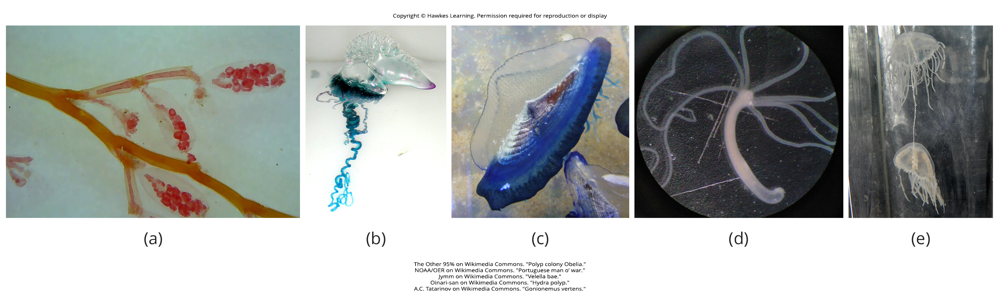 Copyright © Hawkes Learning. Permission required for reproduction or display
(a)
(b)
(c)
(d)
(e)
The Other 95% on Wikimedia Commons. "Polyp colony Obelia."
NOAA/OER on Wikimedia Commons. "Portuguese man o’ war."
Jymm on Wikimedia Commons. "Velella bae."
Oinari-san on Wikimedia Commons. "Hydra polyp."
A.C. Tatarinov on Wikimedia Commons. "Gonionemus vertens."